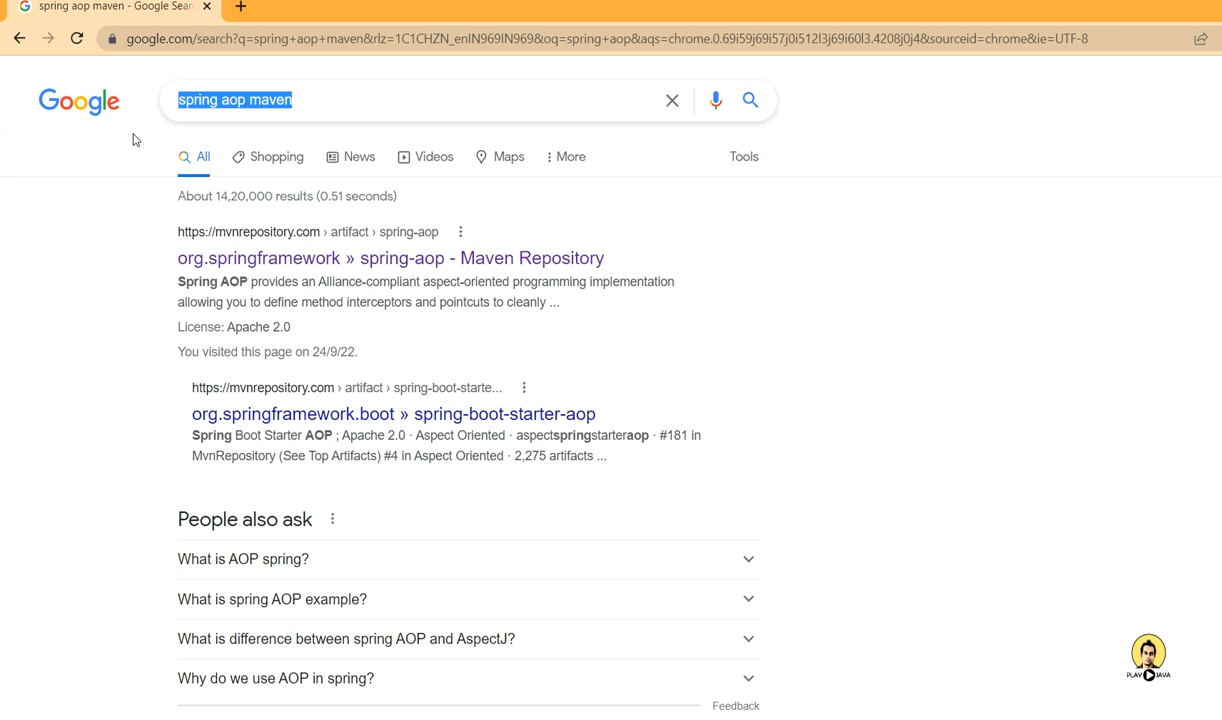 spring aop maven - Google Sear
google.com/search?q=spring+aop+maven&rlz=1C1CHZN_enIN969IN969&oq=spring+aop&aqs=chrome.0.69i59j69i57j0i512l3j69i60l3.4208j0j4&sourceid=chrome&ie=UTF-8
Google
spring aop maven
All Shopping News Videos Maps More Tools
About 14,20,000 results (0.51 seconds)
https://mvnrepository.com › artifact › spring-aop
org.springframework » spring-aop - Maven Repository
Spring AOP provides an Alliance-compliant aspect-oriented programming implementation
allowing you to define method interceptors and pointcuts to cleanly ...
License: Apache 2.0
You visited this page on 24/9/22.
https://mvnrepository.com › artifact › spring-boot-starte...
org.springframework.boot » spring-boot-starter-aop
Spring Boot Starter AOP ; Apache 2.0 · Aspect Oriented · aspectspringstarteraop · #181 in
MvnRepository (See Top Artifacts) #4 in Aspect Oriented · 2,275 artifacts ...
People also ask
What is AOP spring?
What is spring AOP example?
What is difference between spring AOP and AspectJ?
Why do we use AOP in spring?
Feedback
PLAY JAVA